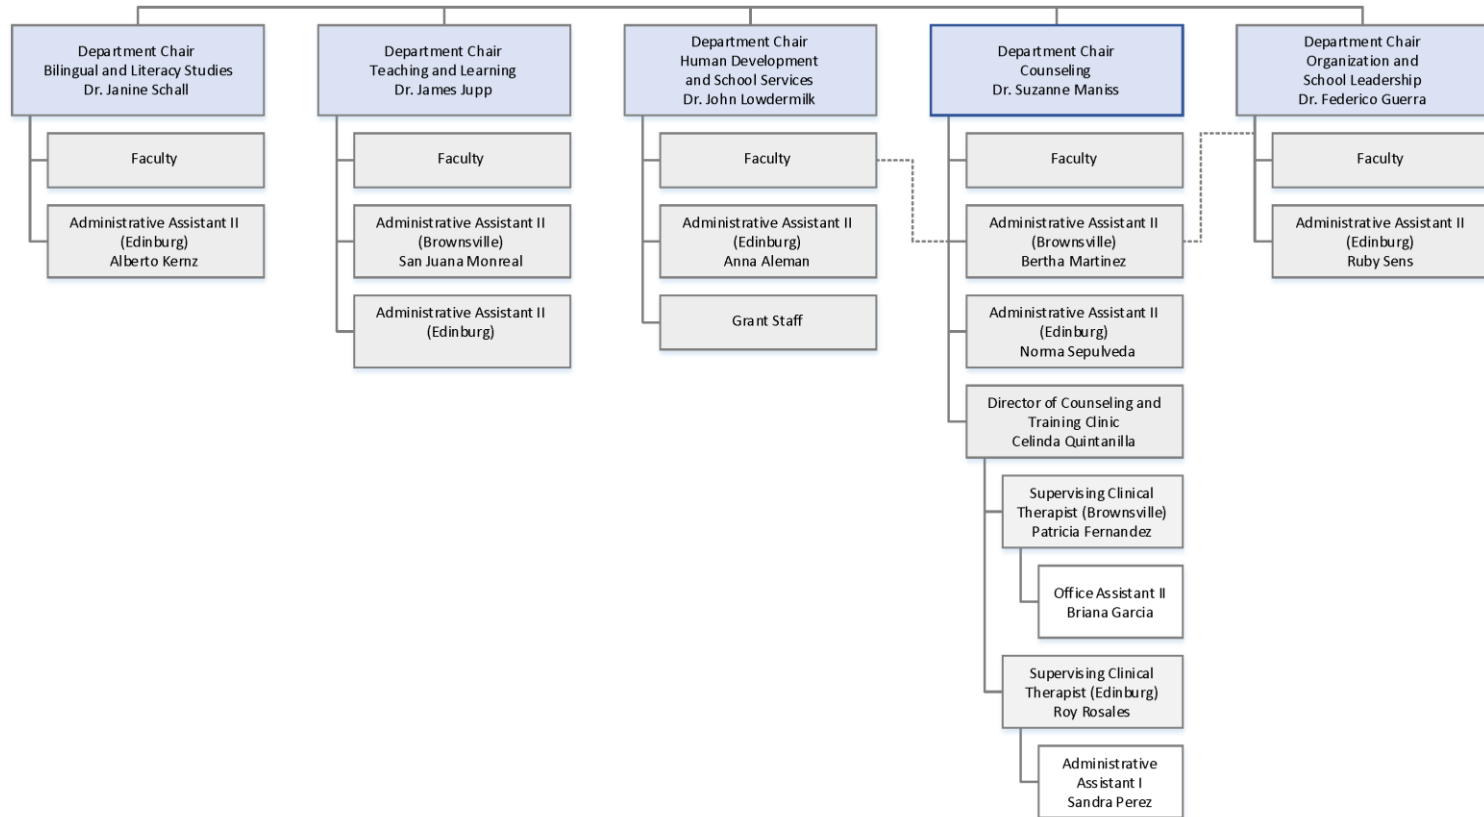 Department Chair
Bilingual and Literacy Studies
Dr. Janine Schall
Faculty
Administrative Assistant II
(Edinburg)
Alberto Kernz
Department Chair
Teaching and Learning
Dr. James Jupp
Faculty
Administrative Assistant II
(Brownsville)
San Juana Monreal
Administrative Assistant II
(Edinburg)
Department Chair
Human Development
and School Services
Dr. John Lowdermilk
Faculty
Administrative Assistant II
(Edinburg)
Anna Aleman
Grant Staff
Department Chair
Counseling
Dr. Suzanne Maniss
Faculty
Administrative Assistant II
(Brownsville)
Bertha Martinez
Administrative Assistant II
(Edinburg)
Norma Sepulveda
Director of Counseling and
Training Clinic
Celinda Quintanilla
Supervising Clinical
Therapist (Brownsville)
Patricia Fernandez
Office Assistant II
Briana Garcia
Supervising Clinical
Therapist (Edinburg)
Roy Rosales
Administrative
Assistant I
Sandra Perez
Department Chair
Organization and
School Leadership
Dr. Federico Guerra
Faculty
Administrative Assistant II
(Edinburg)
Ruby Sens